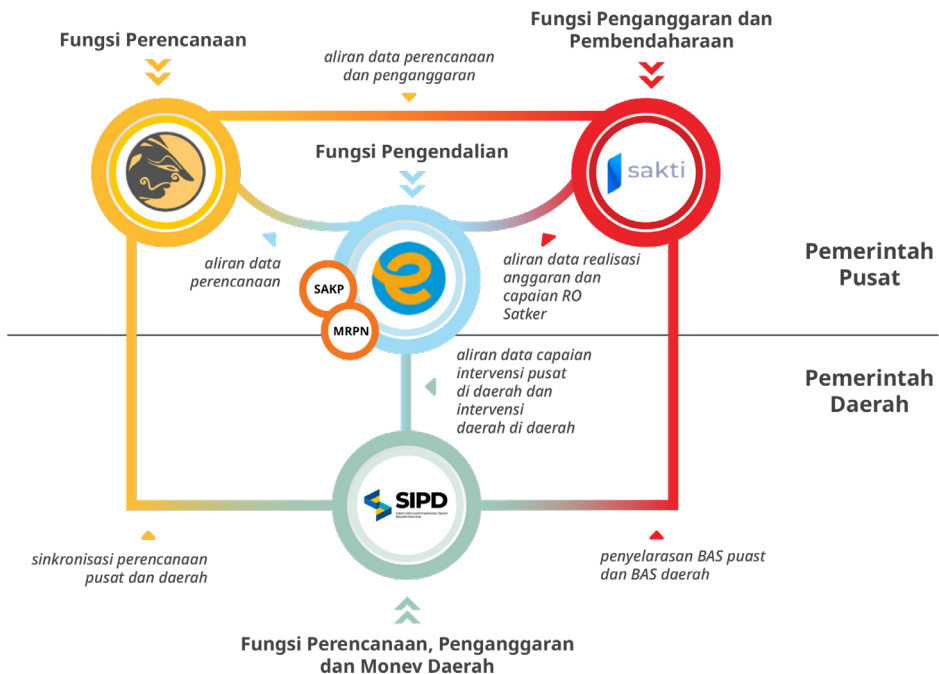 Fungsi Perencanaan
Fungsi Penganggaran dan
Pembendaharaan
aliran data perencanaan
dan penganggaran
Fungsi Pengendalian
sakti
aliran data
perencanaan
SAKP
MRPN
aliran data realisasi
anggaran dan
capaian RO
Satker
Pemerintah
Pusat
aliran data capaian
intervensi pusat
di daerah dan
intervensi
daerah di daerah
Pemerintah
Daerah
SIPD
sinkronisasi perencanaan
pusat dan daerah
penyelarasan BAS puast
dan BAS daerah
Fungsi Perencanaan, Penganggaran
dan Monev Daerah